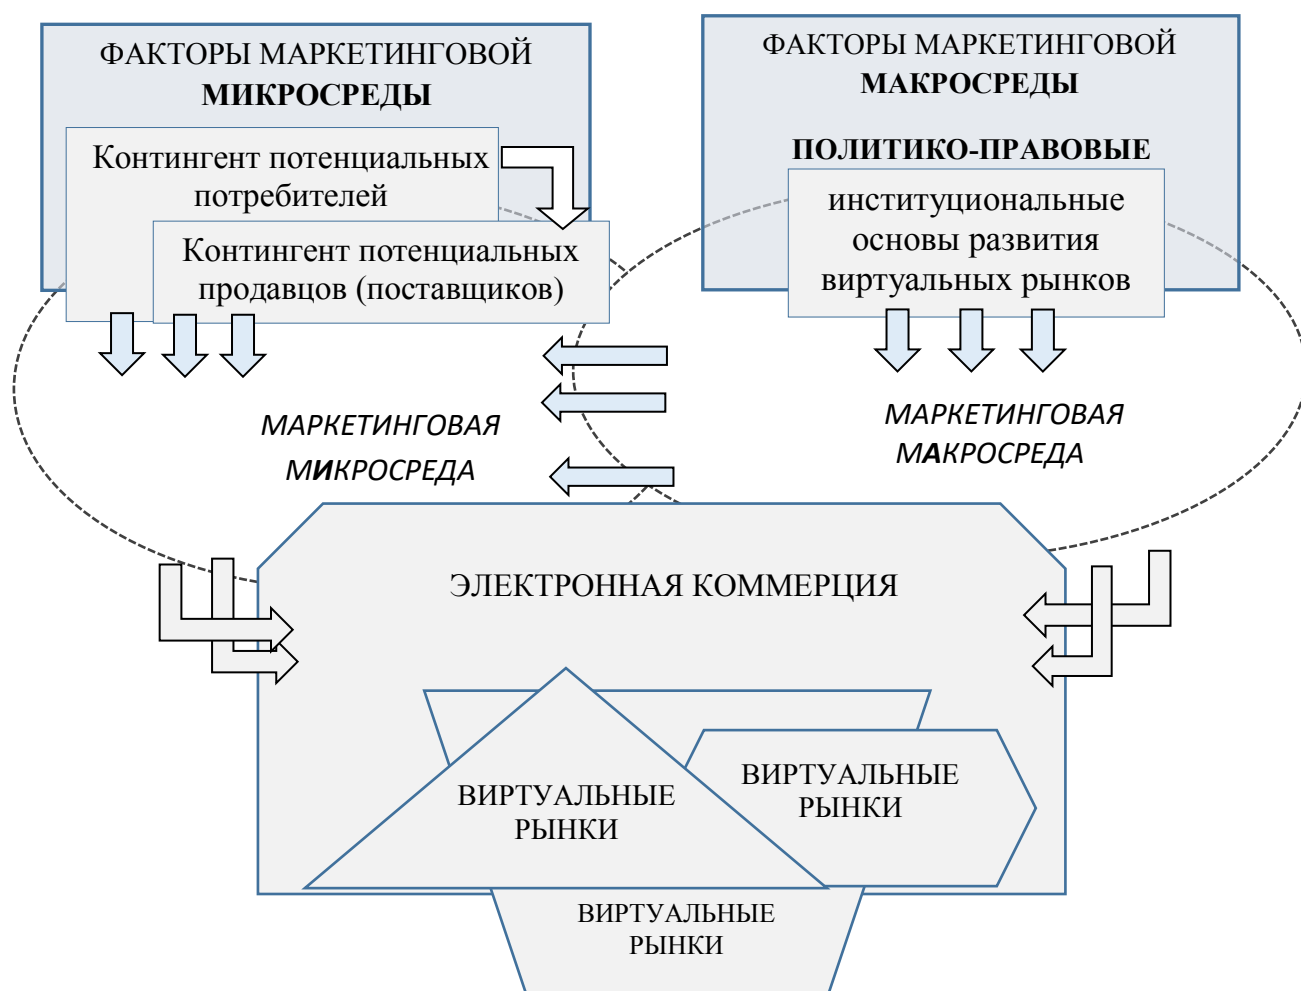 ФАКТОРЫ МАРКЕТИНГОВОЙ
МИКРОСРЕДЫ
Контингент потенциальных
потребителей
Контингент потенциальных
продавцов (поставщиков)
ФАКТОРЫ МАРКЕТИНГОВОЙ
МАКРОСРЕДЫ
ПОЛИТИКО-ПРАВОВЫЕ
институциональные
основы развития
виртуальных рынков
МАРКЕТИНГОВАЯ
МИКРОСРЕДА
МАРКЕТИНГОВАЯ
МАКРОСРЕДА
ЭЛЕКТРОННАЯ КОММЕРЦИЯ
ВИРТУАЛЬНЫЕ
РЫНКИ
ВИРТУАЛЬНЫЕ
РЫНКИ
ВИРТУАЛЬНЫЕ
РЫНКИ